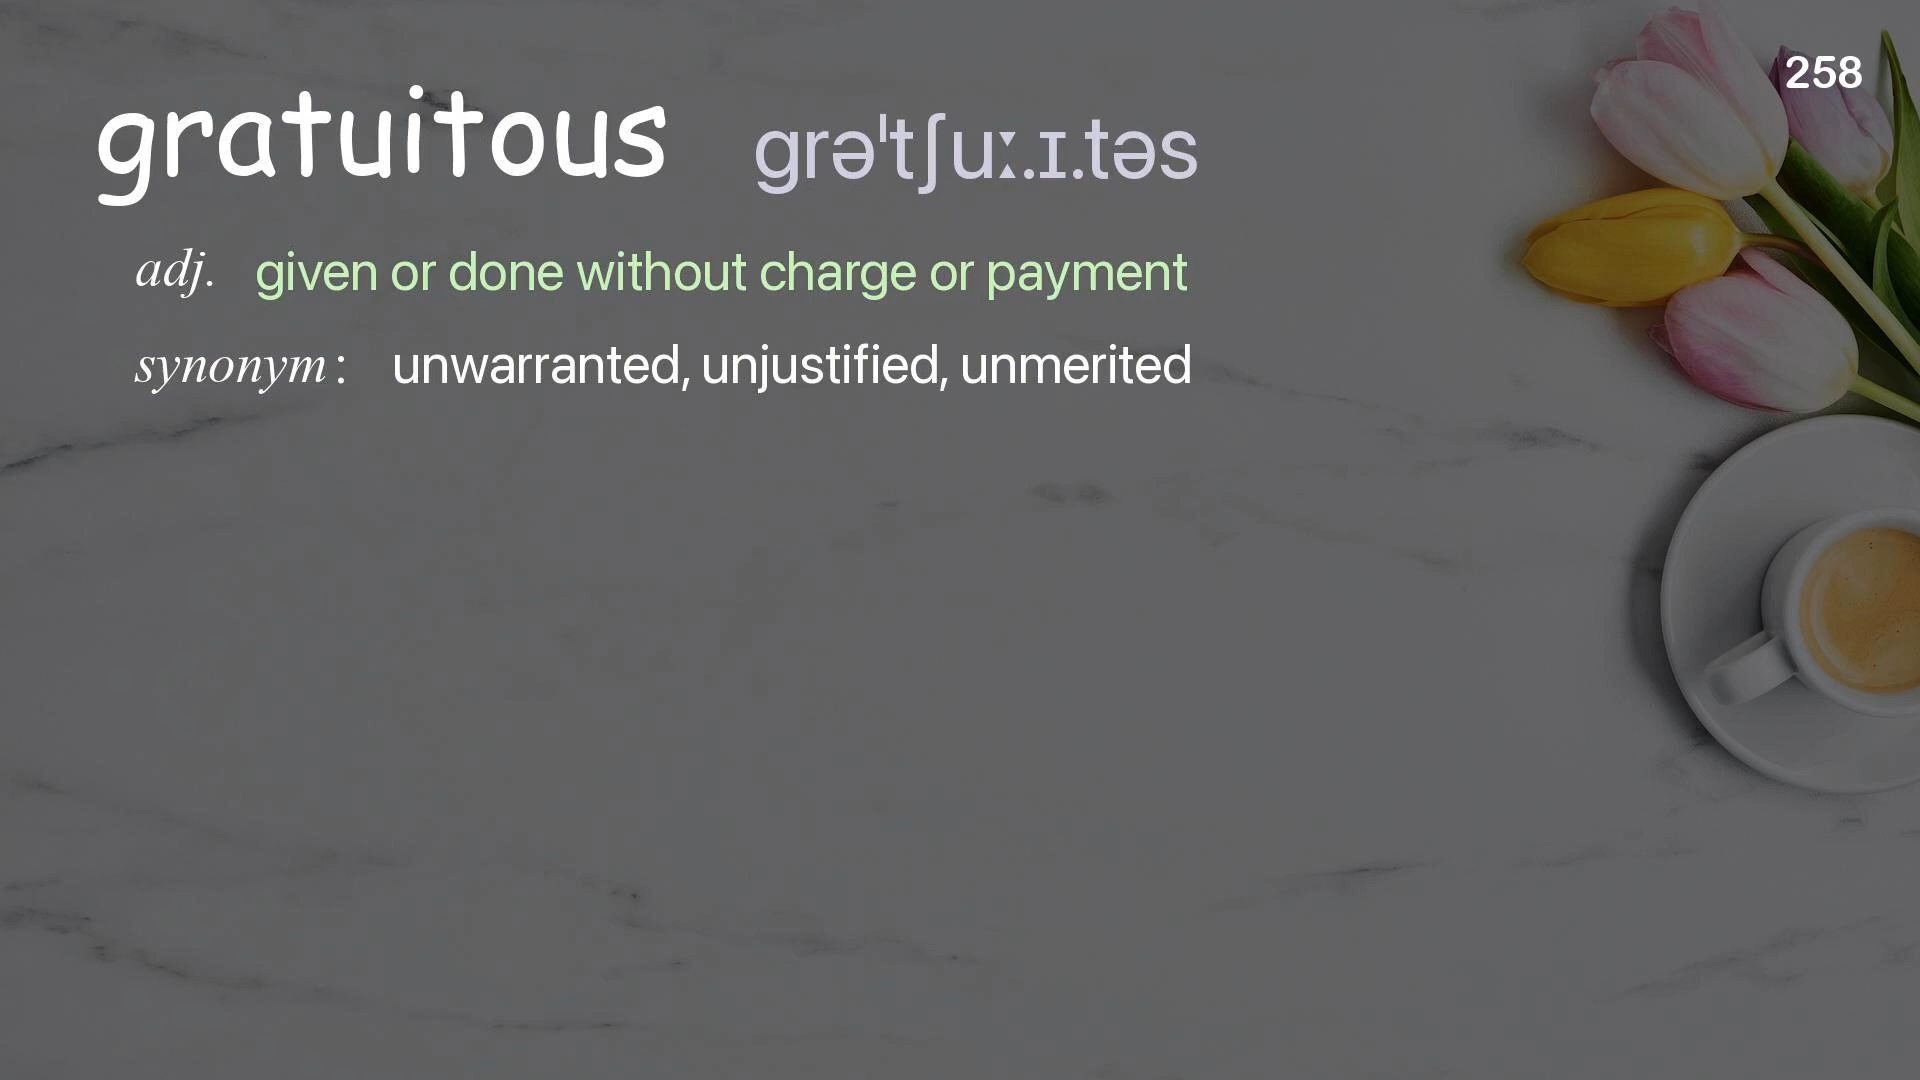 258
gratuitous grəˈtʃuː.ɪ.təs
adj. given or done without charge or payment
synonym: unwarranted, unjustified, unmerited